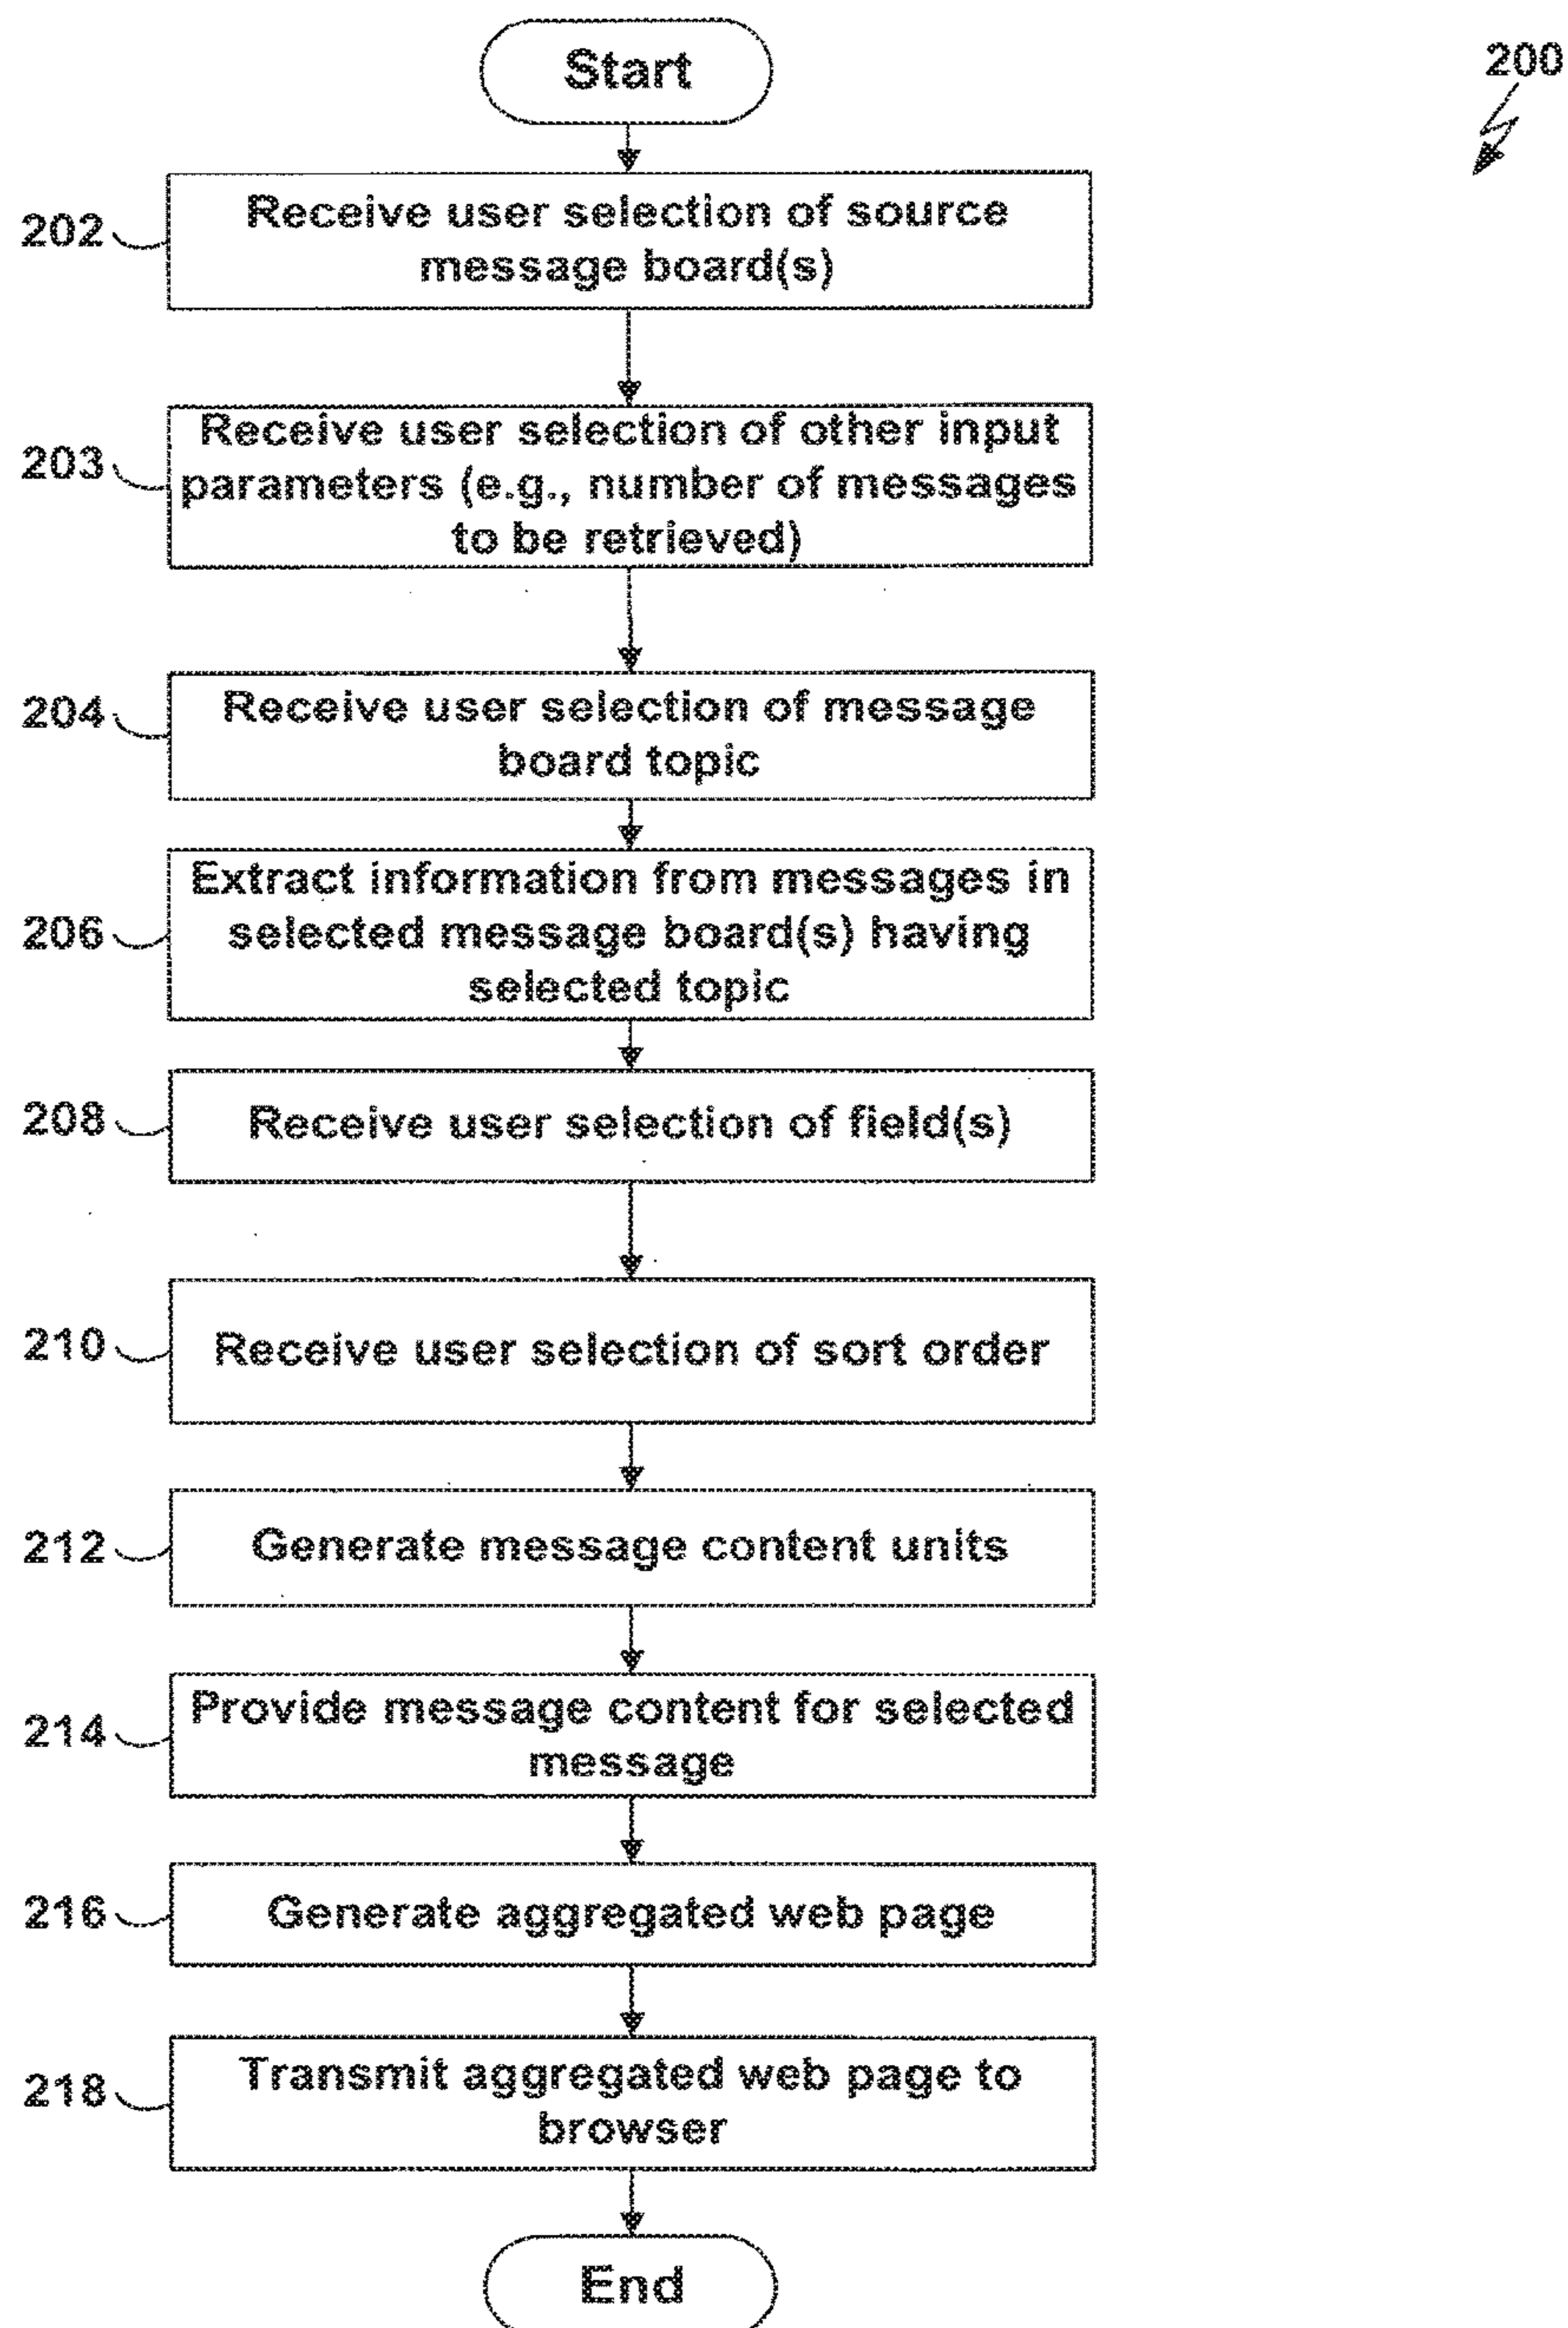 Start
200
202
Receive user selection of source
message board(s)
203
Receive user selection of other input
parameters (e.g., number of messages
to be retrieved)
204
Receive user selection of message
board topic
206
Extract information from messages in
selected message board(s) having
selected topic
208
Receive user selection of field(s)
210
Receive user selection of sort order
212
Generate message content units
214
Provide message content for selected
message
216
Generate aggregated web page
218
Transmit aggregated web page to
browser
End